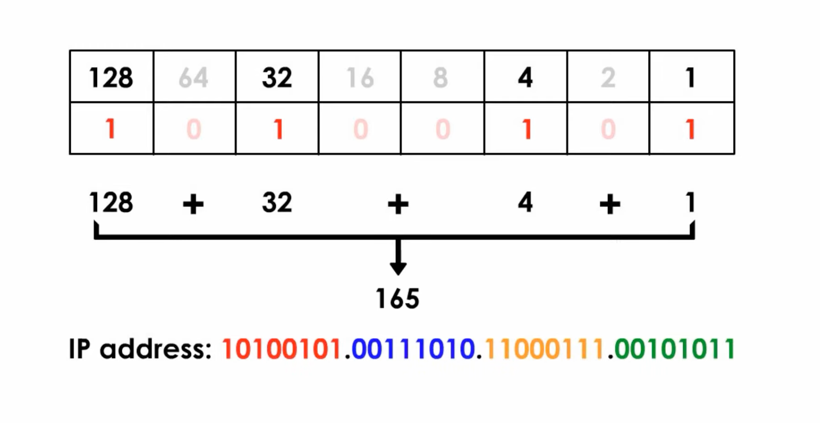 128 64 32 16 8 4 2 1
1 0 1 0 0 1 0 1
128 + 32 + 4 + 1
165
IP address: 10100101.00111010.11000111.00101011